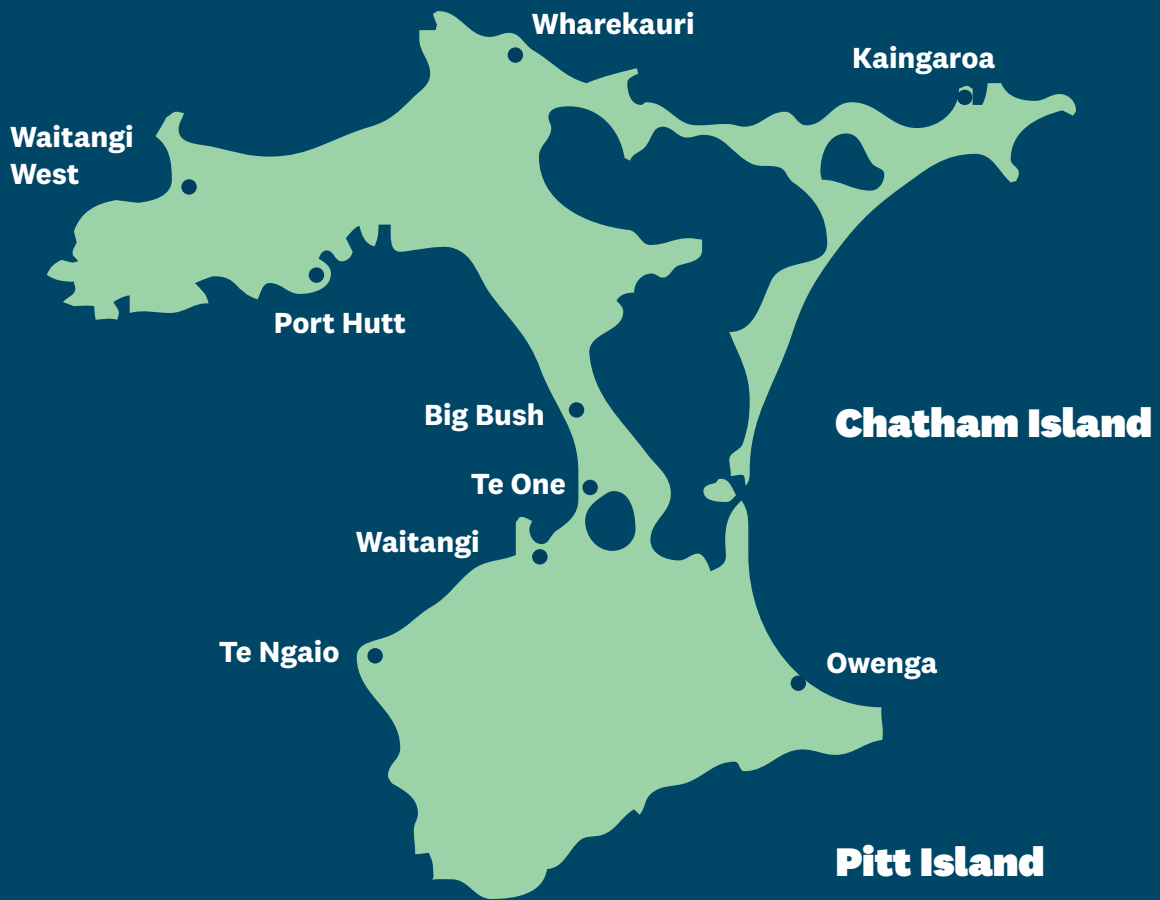 Wharekauri
Kaingaroa
Waitangi
West
Port Hutt
Big Bush
Chatham Island
Te One
Waitangi
Te Ngaio
Owenga
Pitt Island